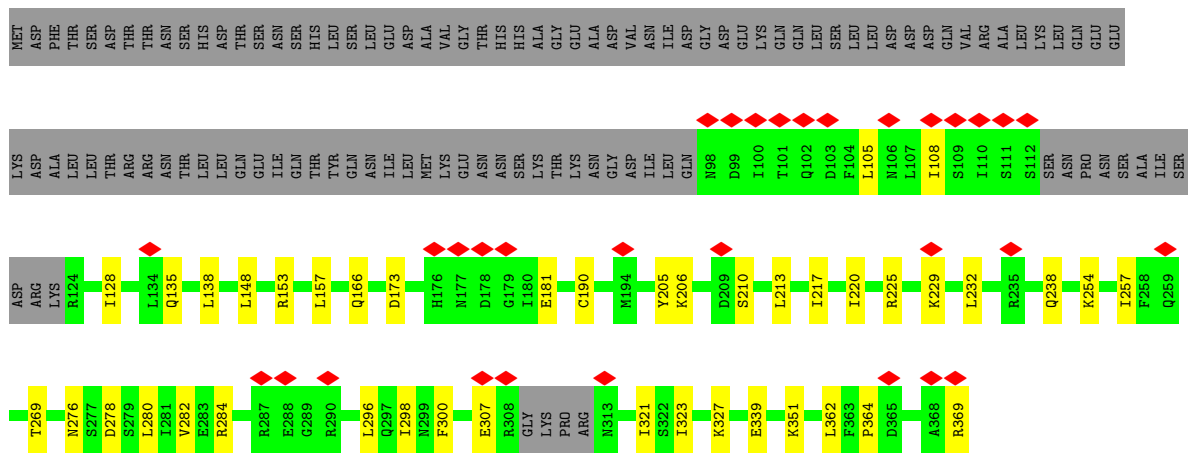 MET ASP PHE THR SER ASP THR THR ASN SER HIS ASP THR SER ASN SER HIS LEU SER LEU GLU ASP ALA VAL GLY THR HIS HIS ALA GLY GLU ALA ASP VAL ASN ILE ASP GLY ASP GLU LYS GLN GLN LEU SER LEU LEU ASP ASP ASP GLN VAL ARG ALA LEU LYS LEU GLN GLU GLU
LYS ASP ALA LEU LEU THR ARG ARG ASN THR LEU LEU GLN GLU ILE GLN THR TYR GLN ASN ILE LEU MET LYS GLU ASN ASN SER LYS THR LYS ASN GLY ASP ILE LEU GLN N98 D99 I100 T101 Q102 D103 F104 L105 N106 L107 I108 S109 I110 S111 S112 SER ASN PRO ASN SER ALA ILE SER
ASP ARG LYS R124 I128 L134 Q135 L138 L148 R153 L157 Q166 D173 H176 N177 D178 G179 I180 E181 C190 M194 Y205 K206 D209 S210 L213 I217 I220 R225 K229 L232 R235 Q238 K254 I257 F258 Q259
T269 N276 S277 D278 S279 L280 I281 V282 E283 R284 R287 E288 G289 R290 L296 Q297 I298 N299 F300 E307 R308 GLY LYS PRO ARG N313 I321 S322 I323 K327 E339 K351 L362 F363 P364 D365 A368 R369